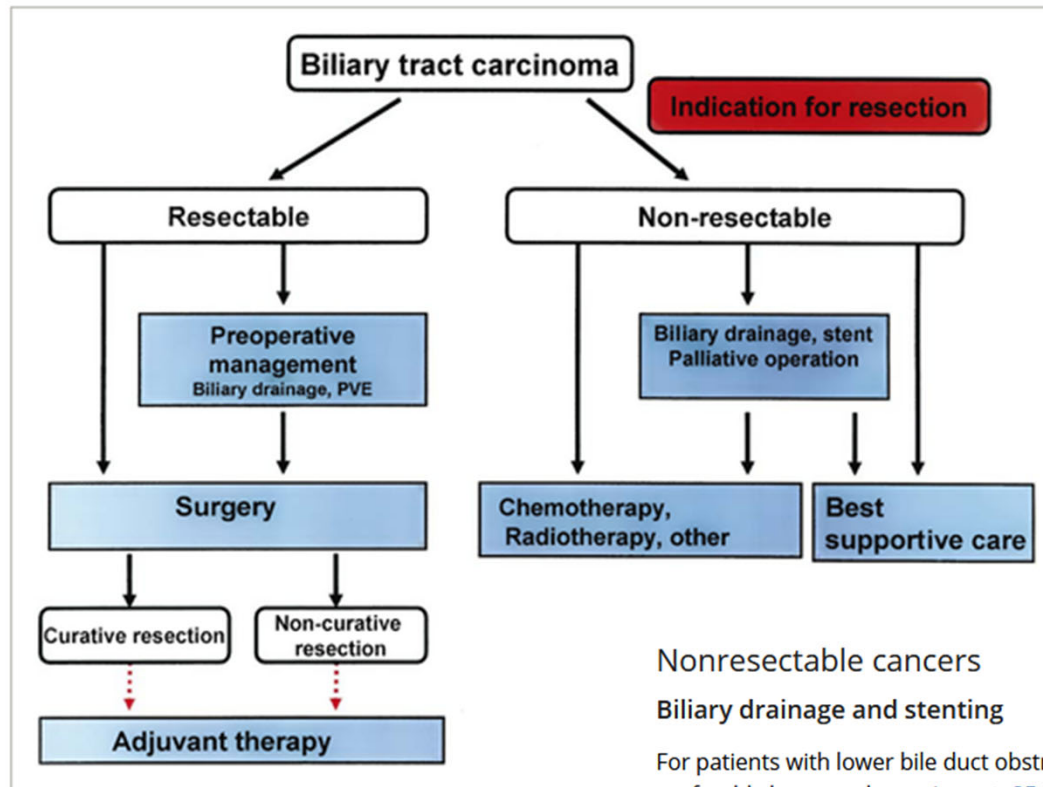 Biliary tract carcinoma
Indication for resection
Resectable
Non-resectable
Preoperative
management
Biliary drainage, PVE
Biliary drainage, stent
Palliative operation
Surgery
Chemotherapy,
Radiotherapy, other
Best
supportive care
Curative resection
Non-curative
resection
Adjuvant therapy
Nonresectable cancers
Biliary drainage and stenting
For patients with lower bile duct